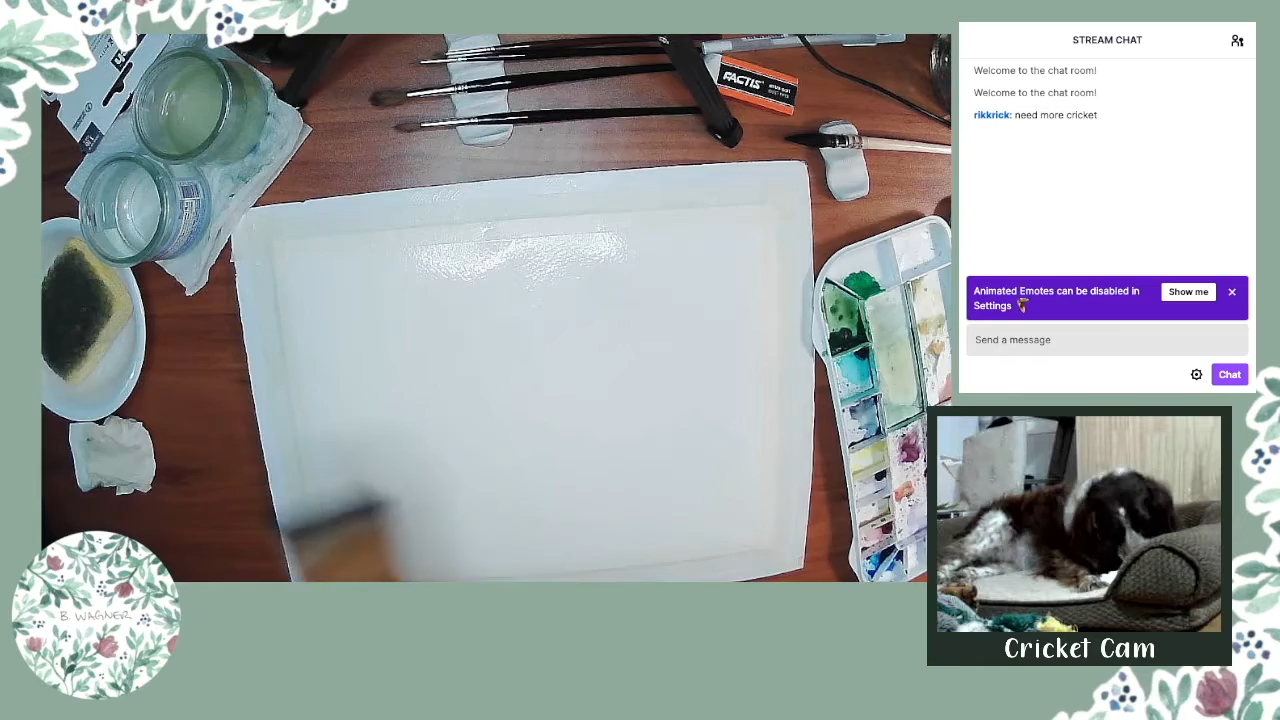 FACTIS
STREAM CHAT
Welcome to the chat room!
Welcome to the chat room!
rikkrick: need more cricket
Animated Emotes can be disabled in
Settings
Show me
Send a message
Chat
B. WAGNER
Cricket Cam